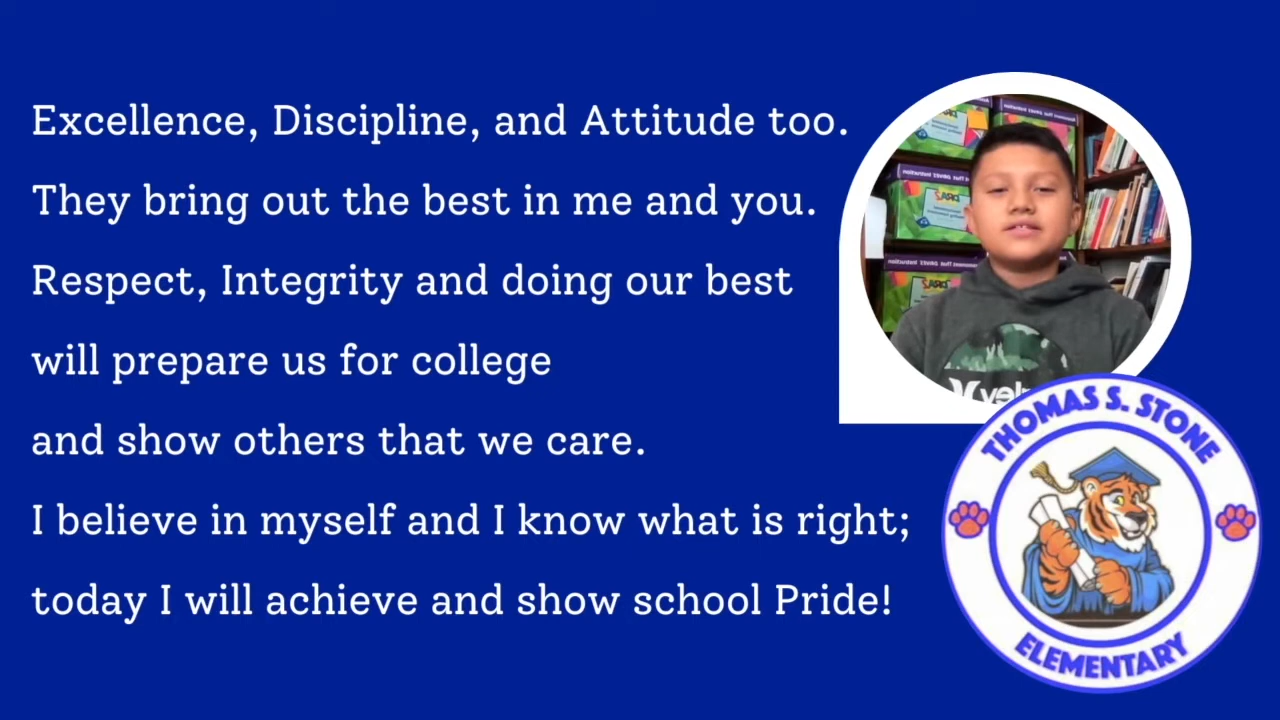 Excellence, Discipline, and Attitude too.
They bring out the best in me and you.
Respect, Integrity and doing our best
will prepare us for college
and show others that we care.
I believe in myself and I know what is right;
today I will achieve and show school Pride!
THOMAS S. STONE
ELEMENTARY